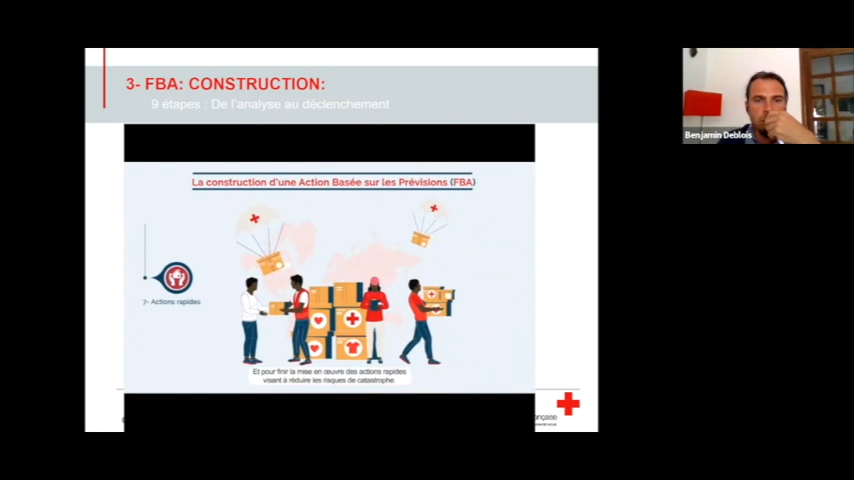 3- FBA: CONSTRUCTION:
9 étapes : De l'analyse au déclenchement
Benjamin Deblois
La construction d'une Action Basée sur les Prévisions (FBA)
7- Actions rapides
Et pour finir la mise en œuvre des actions rapides
visant à réduire les risques de catastrophe.
ançaise